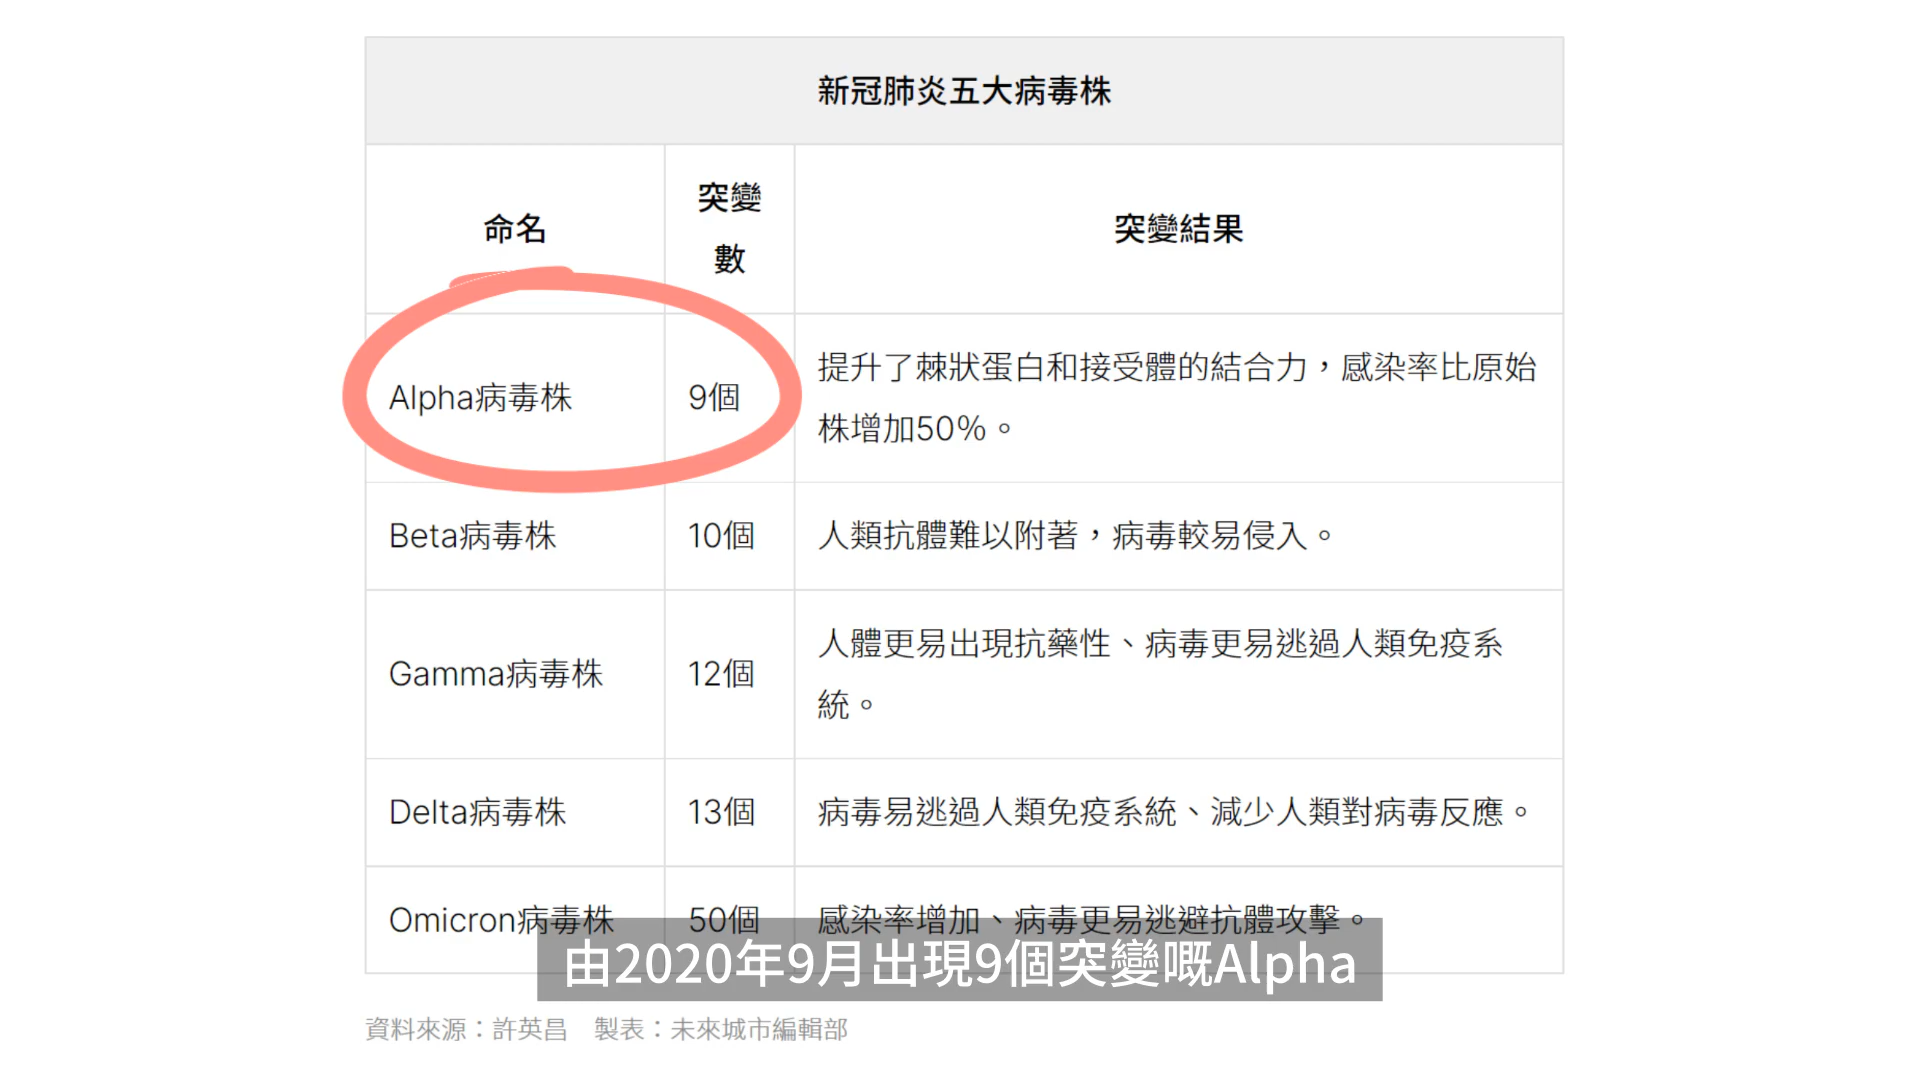 新冠肺炎五大病毒株
命名
突變
數
突變結果
Alpha病毒株
9個
提升了棘狀蛋白和接受體的結合力，感染率比原始
株增加50%。
Beta病毒株
10個
人類抗體難以附著，病毒較易侵入。
Gamma病毒株
12個
人體更易出現抗藥性、病毒更易逃過人類免疫系
統。
Delta病毒株
13個
病毒易逃過人類免疫系統、減少人類對病毒反應。
Omicron病毒株
50個
感染率增加、病毒更易逃避抗體攻擊。
由2020年9月出現9個突變嘅Alpha
資料來源：許英昌　製表：未來城市編輯部